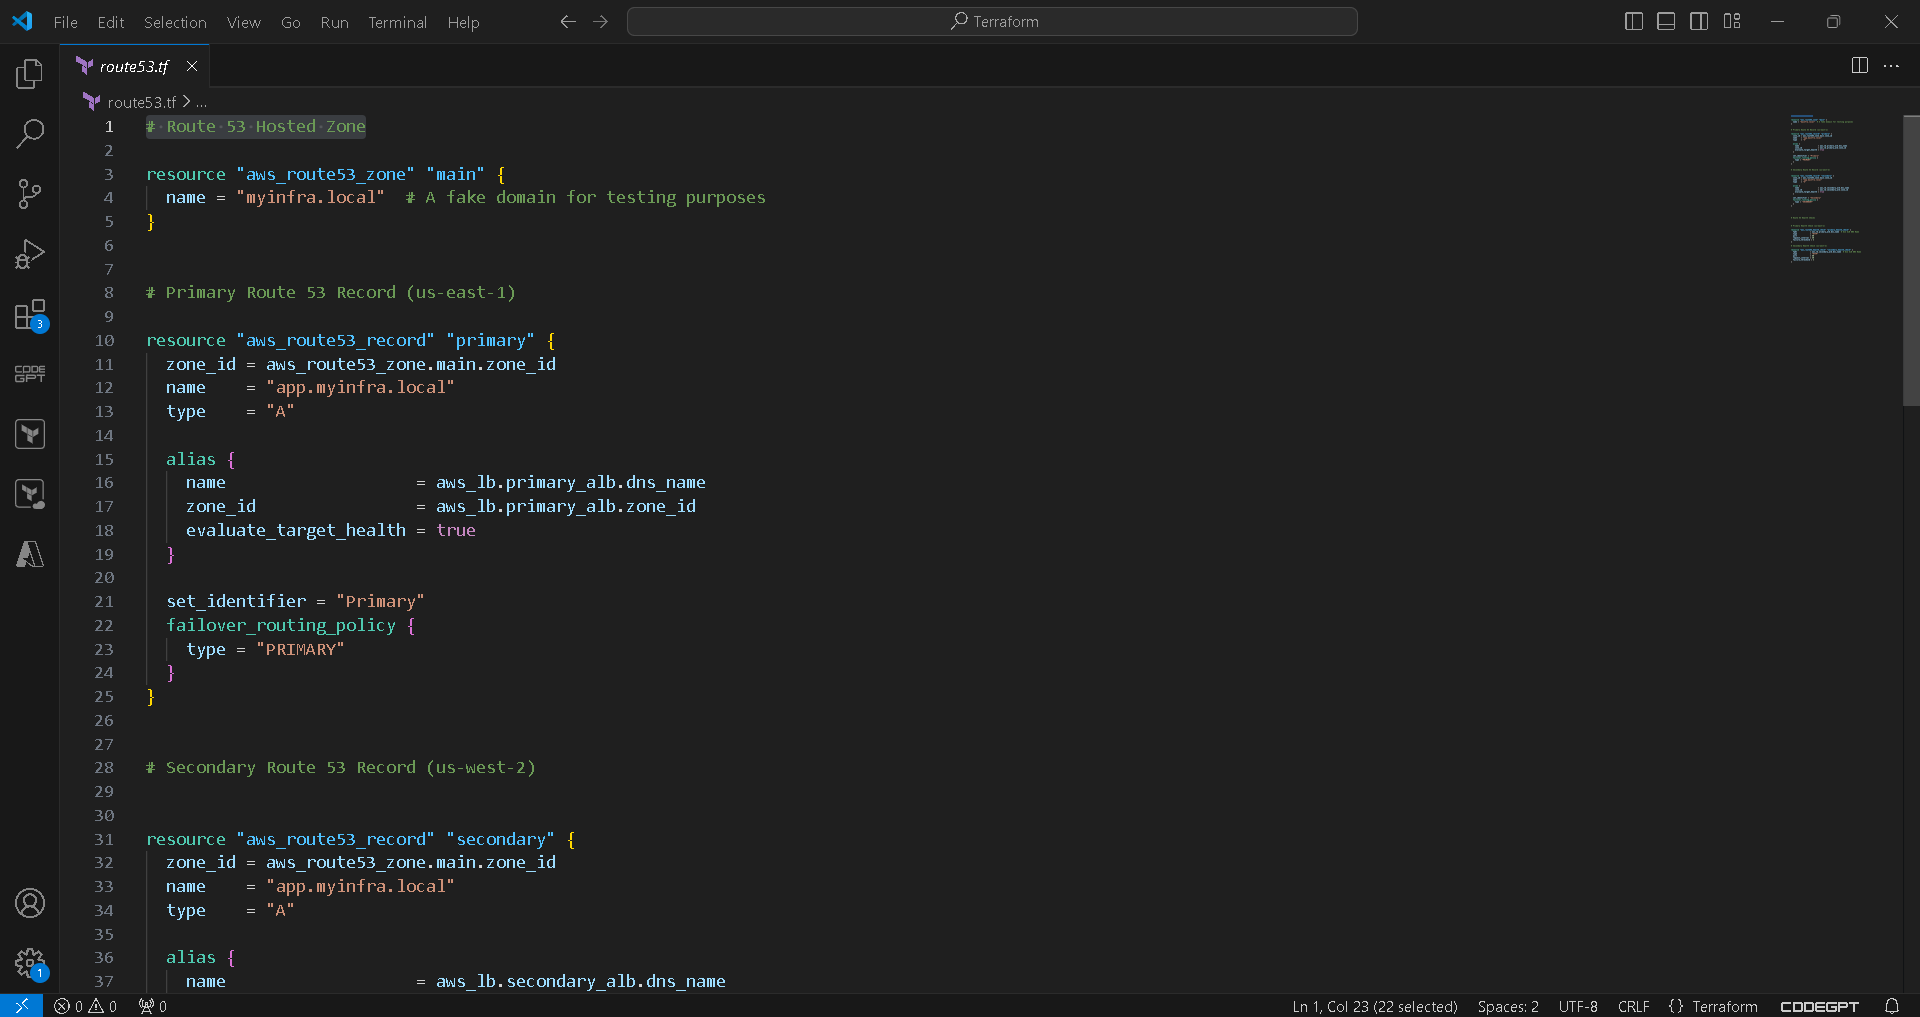 File Edit Selection View Go Run Terminal Help Terraform
route53.tf
route53.tf > ...
1 # Route 53 Hosted Zone
2
3 resource "aws_route53_zone" "main" {
4 name = "myinfra.local" # A fake domain for testing purposes
5 }
6
7
8 # Primary Route 53 Record (us-east-1)
9
10 resource "aws_route53_record" "primary" {
11 zone_id = aws_route53_zone.main.zone_id
12 name = "app.myinfra.local"
13 type = "A"
14
15 alias {
16 name = aws_lb.primary_alb.dns_name
17 zone_id = aws_lb.primary_alb.zone_id
18 evaluate_target_health = true
19 }
20
21 set_identifier = "Primary"
22 failover_routing_policy {
23 type = "PRIMARY"
24 }
25 }
26
27
28 # Secondary Route 53 Record (us-west-2)
29
30
31 resource "aws_route53_record" "secondary" {
32 zone_id = aws_route53_zone.main.zone_id
33 name = "app.myinfra.local"
34 type = "A"
35
36 alias {
37 name = aws_lb.secondary_alb.dns_name
3
CODE
GPT
1
0 0 0 Ln 1, Col 23 (22 selected) Spaces: 2 UTF-8 CRLF {} Terraform CODEGPT